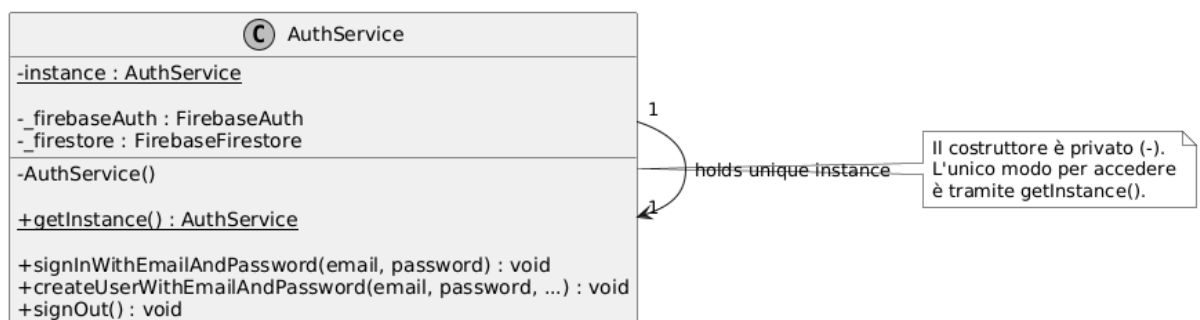 C AuthService
-instance : AuthService
-_firebaseAuth : FirebaseAuth
-_firestore : FirebaseFirestore
-AuthService()
+getInstance() : AuthService
+signInWithEmailAndPassword(email, password) : void
+createUserWithEmailAndPassword(email, password, ...) : void
+signOut() : void
1
holds unique instance
1
Il costruttore è privato (-).
L'unico modo per accedere
è tramite getInstance().